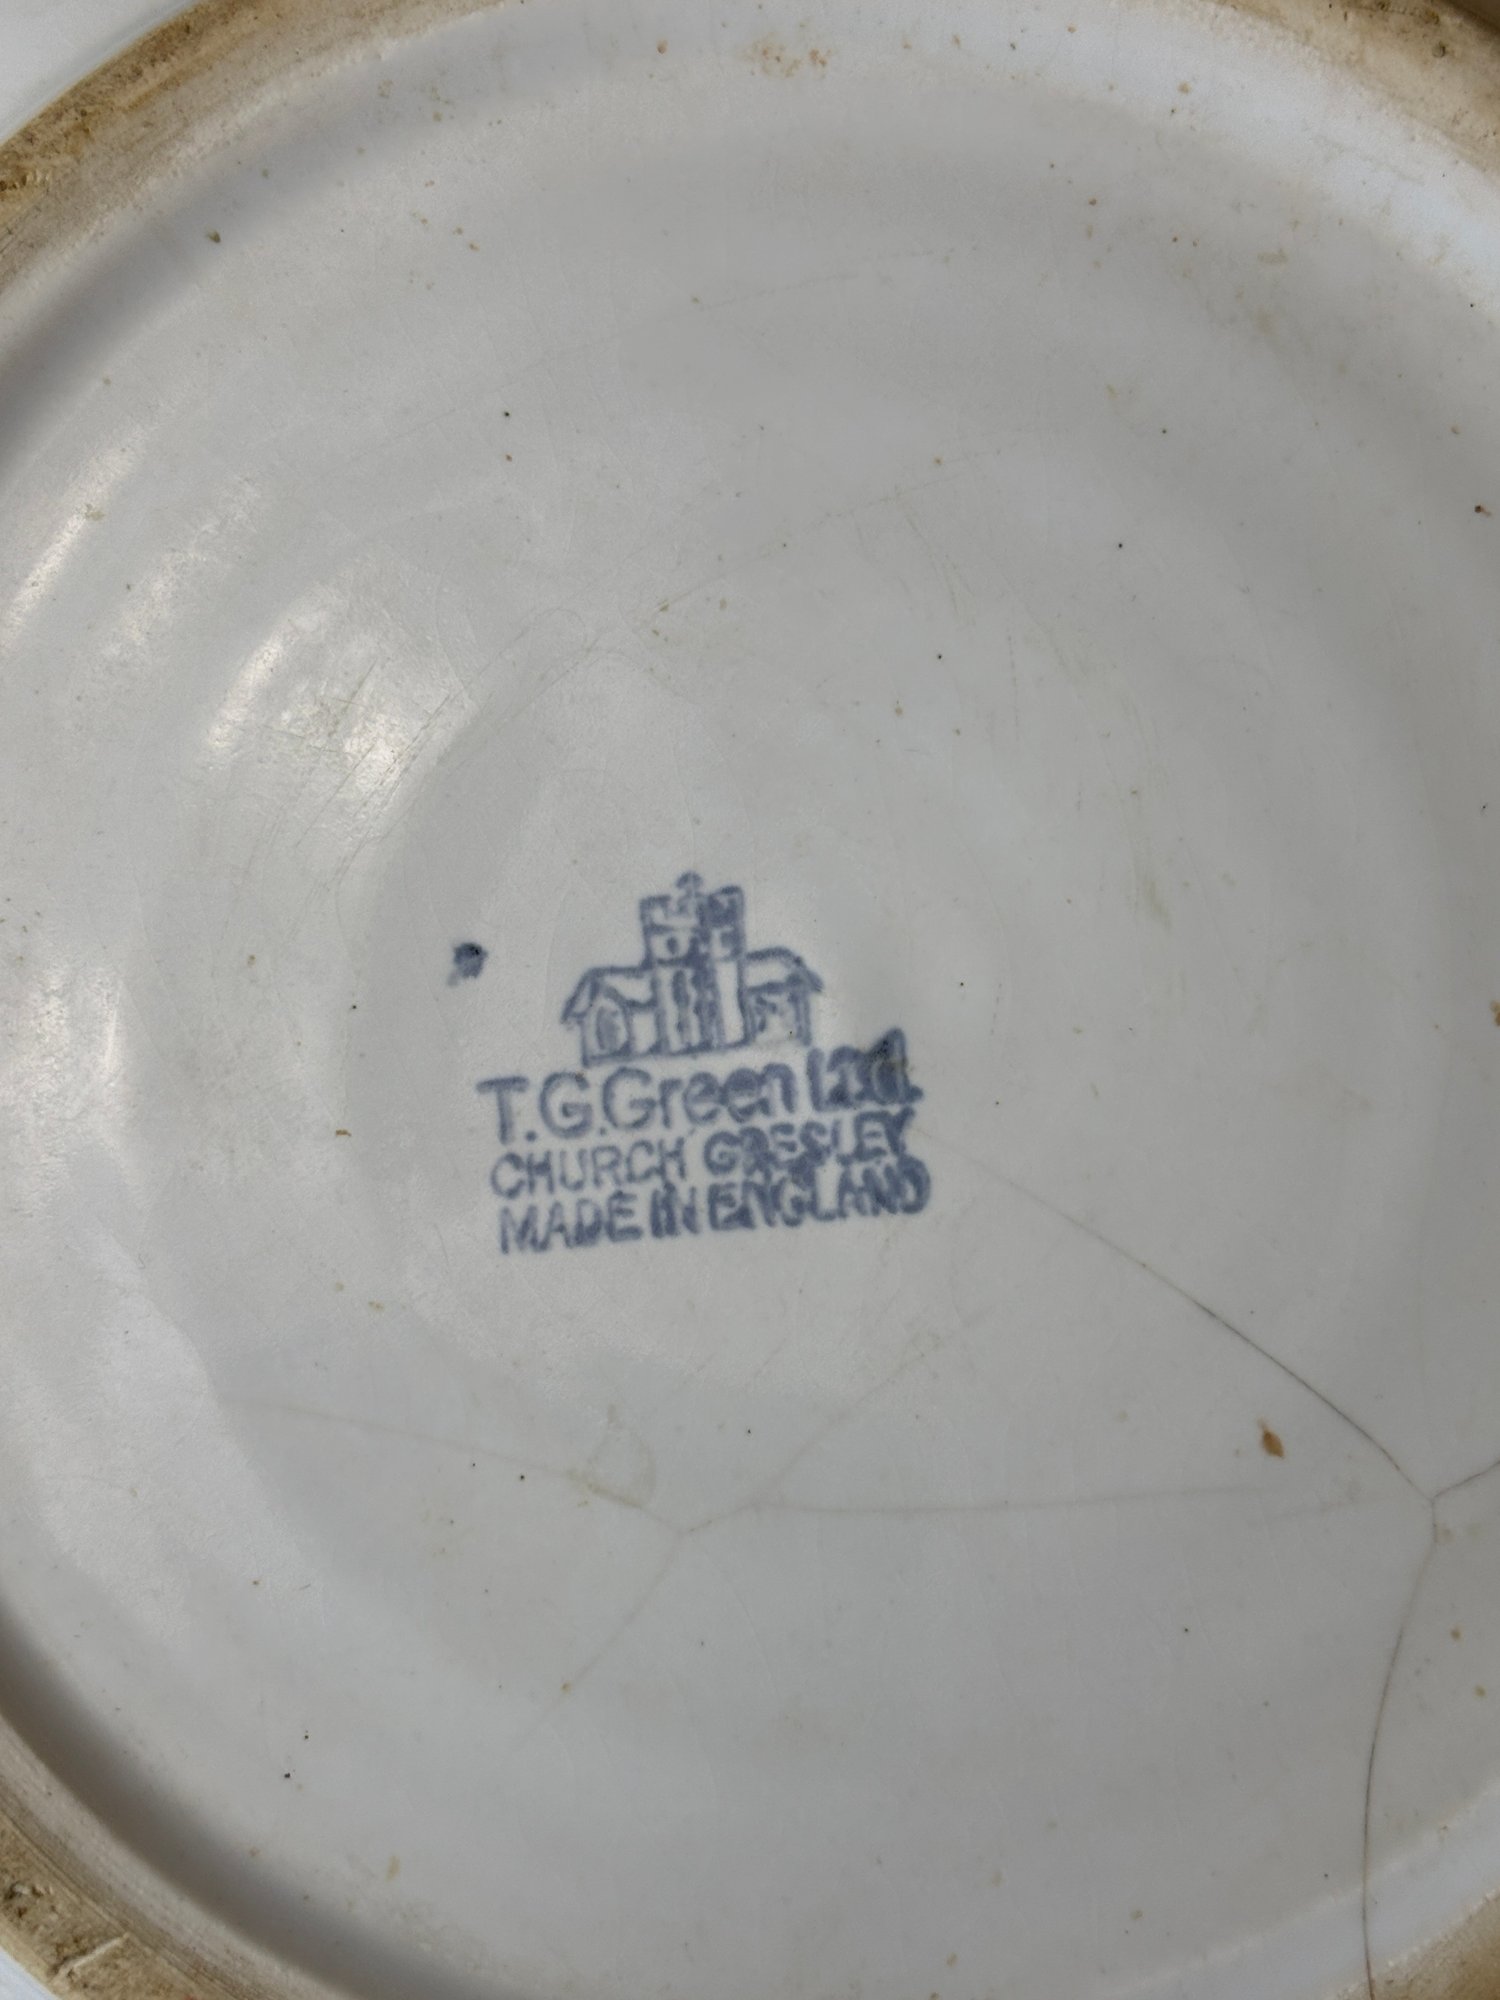 T.G.Green Ltd.
CHURCH GRESLEY
MADE IN ENGLAND